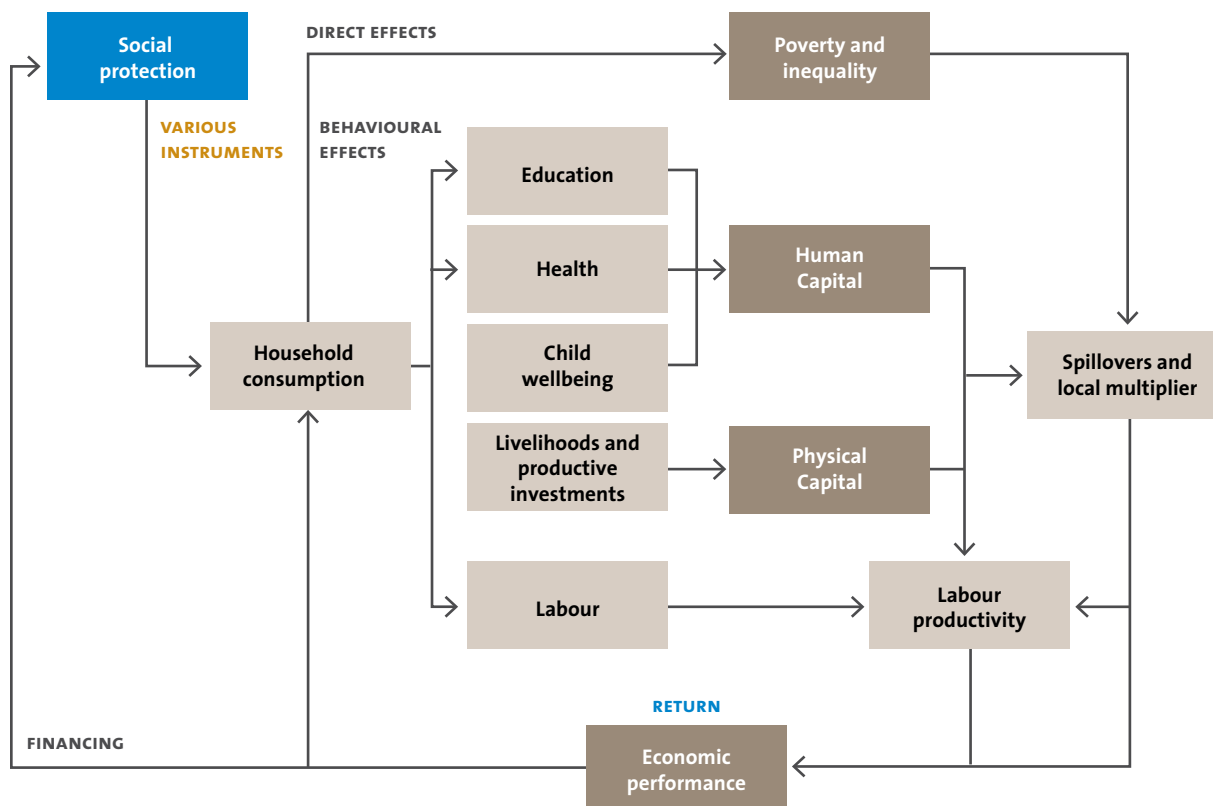 DIRECT EFFECTS
Social
protection
Poverty and
inequality
VARIOUS
INSTRUMENTS
BEHAVIOURAL
EFFECTS
Education
Health
Human
Capital
Household
consumption
Child
wellbeing
Spillovers and
local multiplier
Livelihoods and
productive
investments
Physical
Capital
Labour
Labour
productivity
RETURN
FINANCING
Economic
performance